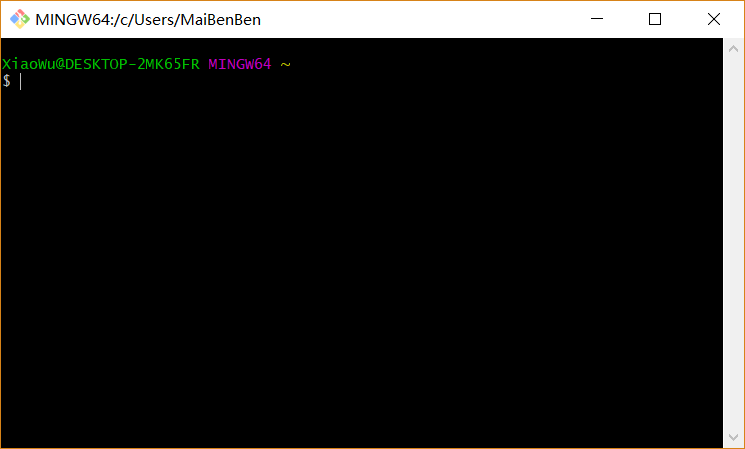 MINGW64:/c/Users/MaiBenBen
XiaoWu@DESKTOP-2MK65FR MINGW64 ~
$